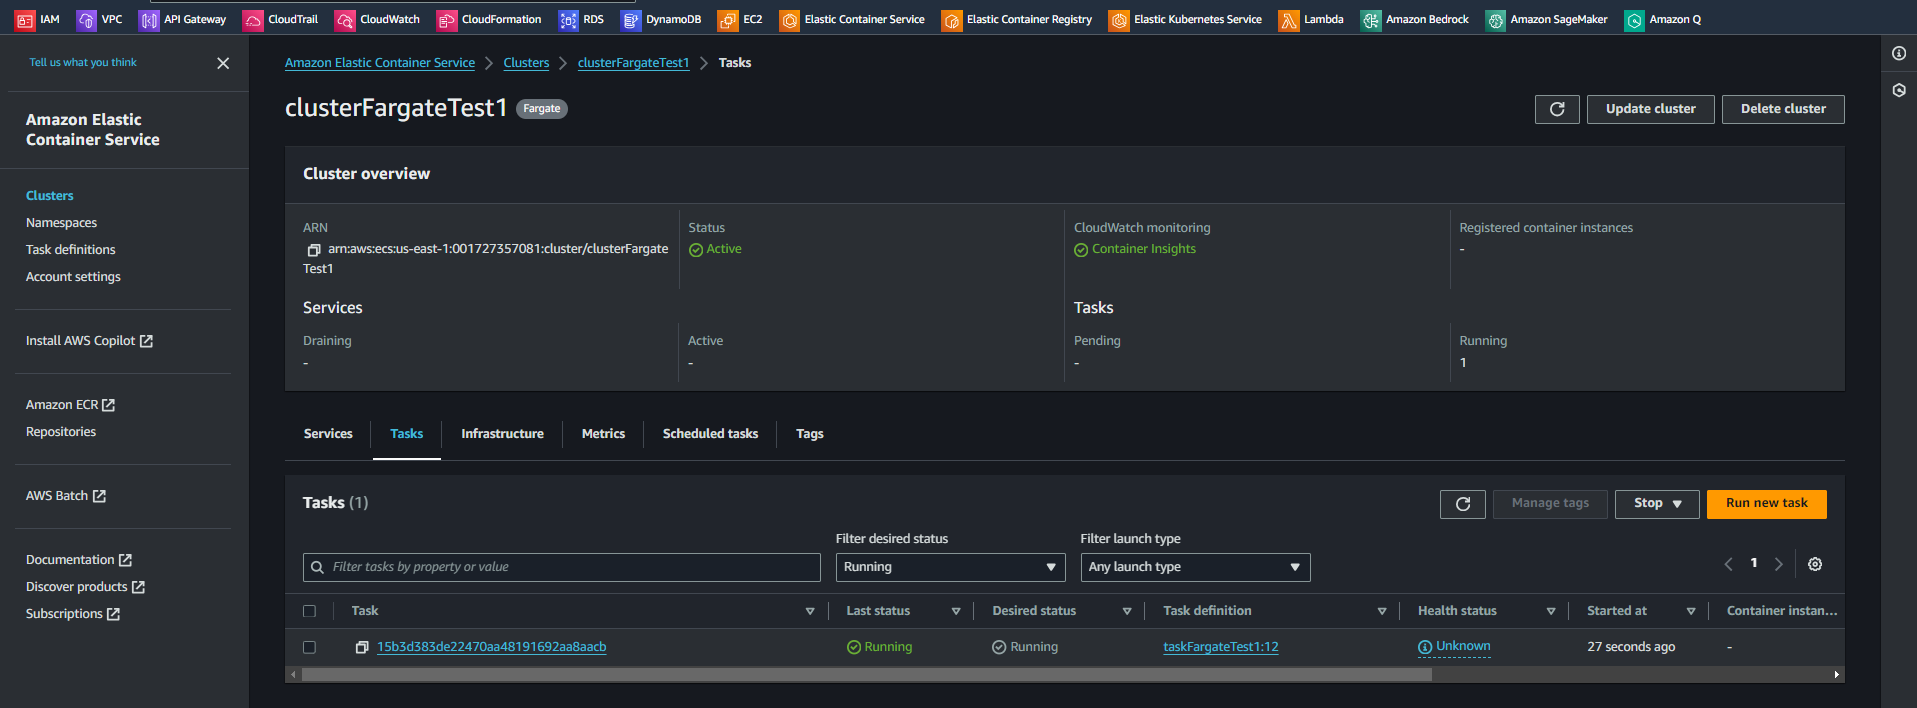 IAM VPC API Gateway CloudTrail CloudWatch CloudFormation RDS DynamoDB EC2 Elastic Container Service Elastic Container Registry Elastic Kubernetes Service Lambda Amazon Bedrock Amazon SageMaker Amazon Q
Tell us what you think
Amazon Elastic
Container Service
Clusters
Namespaces
Task definitions
Account settings
Install AWS Copilot
Amazon ECR
Repositories
AWS Batch
Documentation
Discover products
Subscriptions
Amazon Elastic Container Service Clusters clusterFargateTest1 Tasks
clusterFargateTest1 Fargate
Update cluster Delete cluster
Cluster overview
ARN
arn:aws:ecs:us-east-1:001727357081:cluster/clusterFargate
Test1
Status
Active
CloudWatch monitoring
Container Insights
Registered container instances
-
Services
Draining
-
Active
-
Tasks
Pending
-
Running
1
Services Tasks Infrastructure Metrics Scheduled tasks Tags
Tasks (1)
Manage tags Stop Run new task
Filter desired status Filter launch type
Filter tasks by property or value Running Any launch type 1
Task Last status Desired status Task definition Health status Started at Container instan...
15b3d383de22470aa48191692aa8aacb Running Running taskFargateTest1:12 Unknown 27 seconds ago -